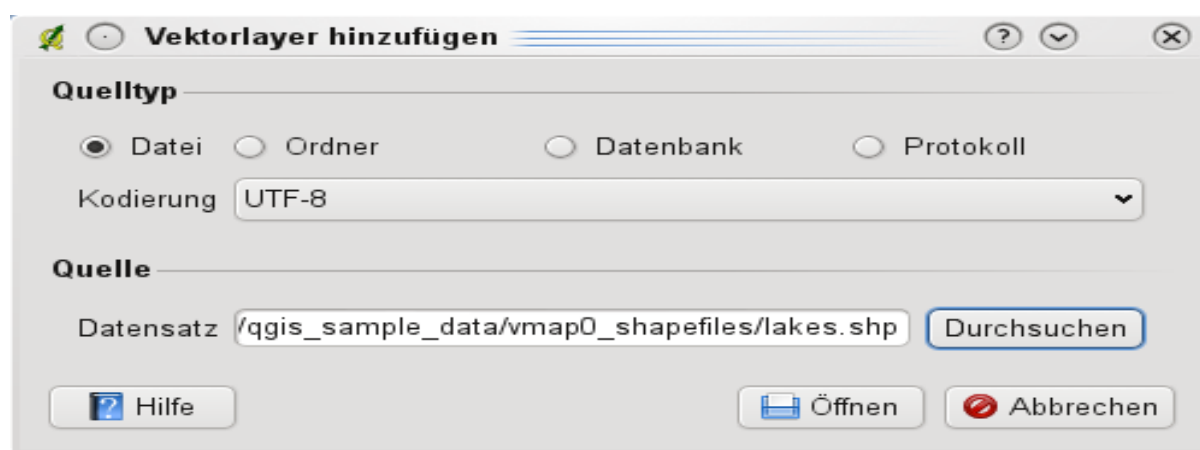 Vektorlayer hinzufügen
Quelltyp
Datei Ordner Datenbank Protokoll
Kodierung UTF-8
Quelle
Datensatz /qgis_sample_data/vmap0_shapefiles/lakes.shp Durchsuchen
Hilfe Öffnen Abbrechen